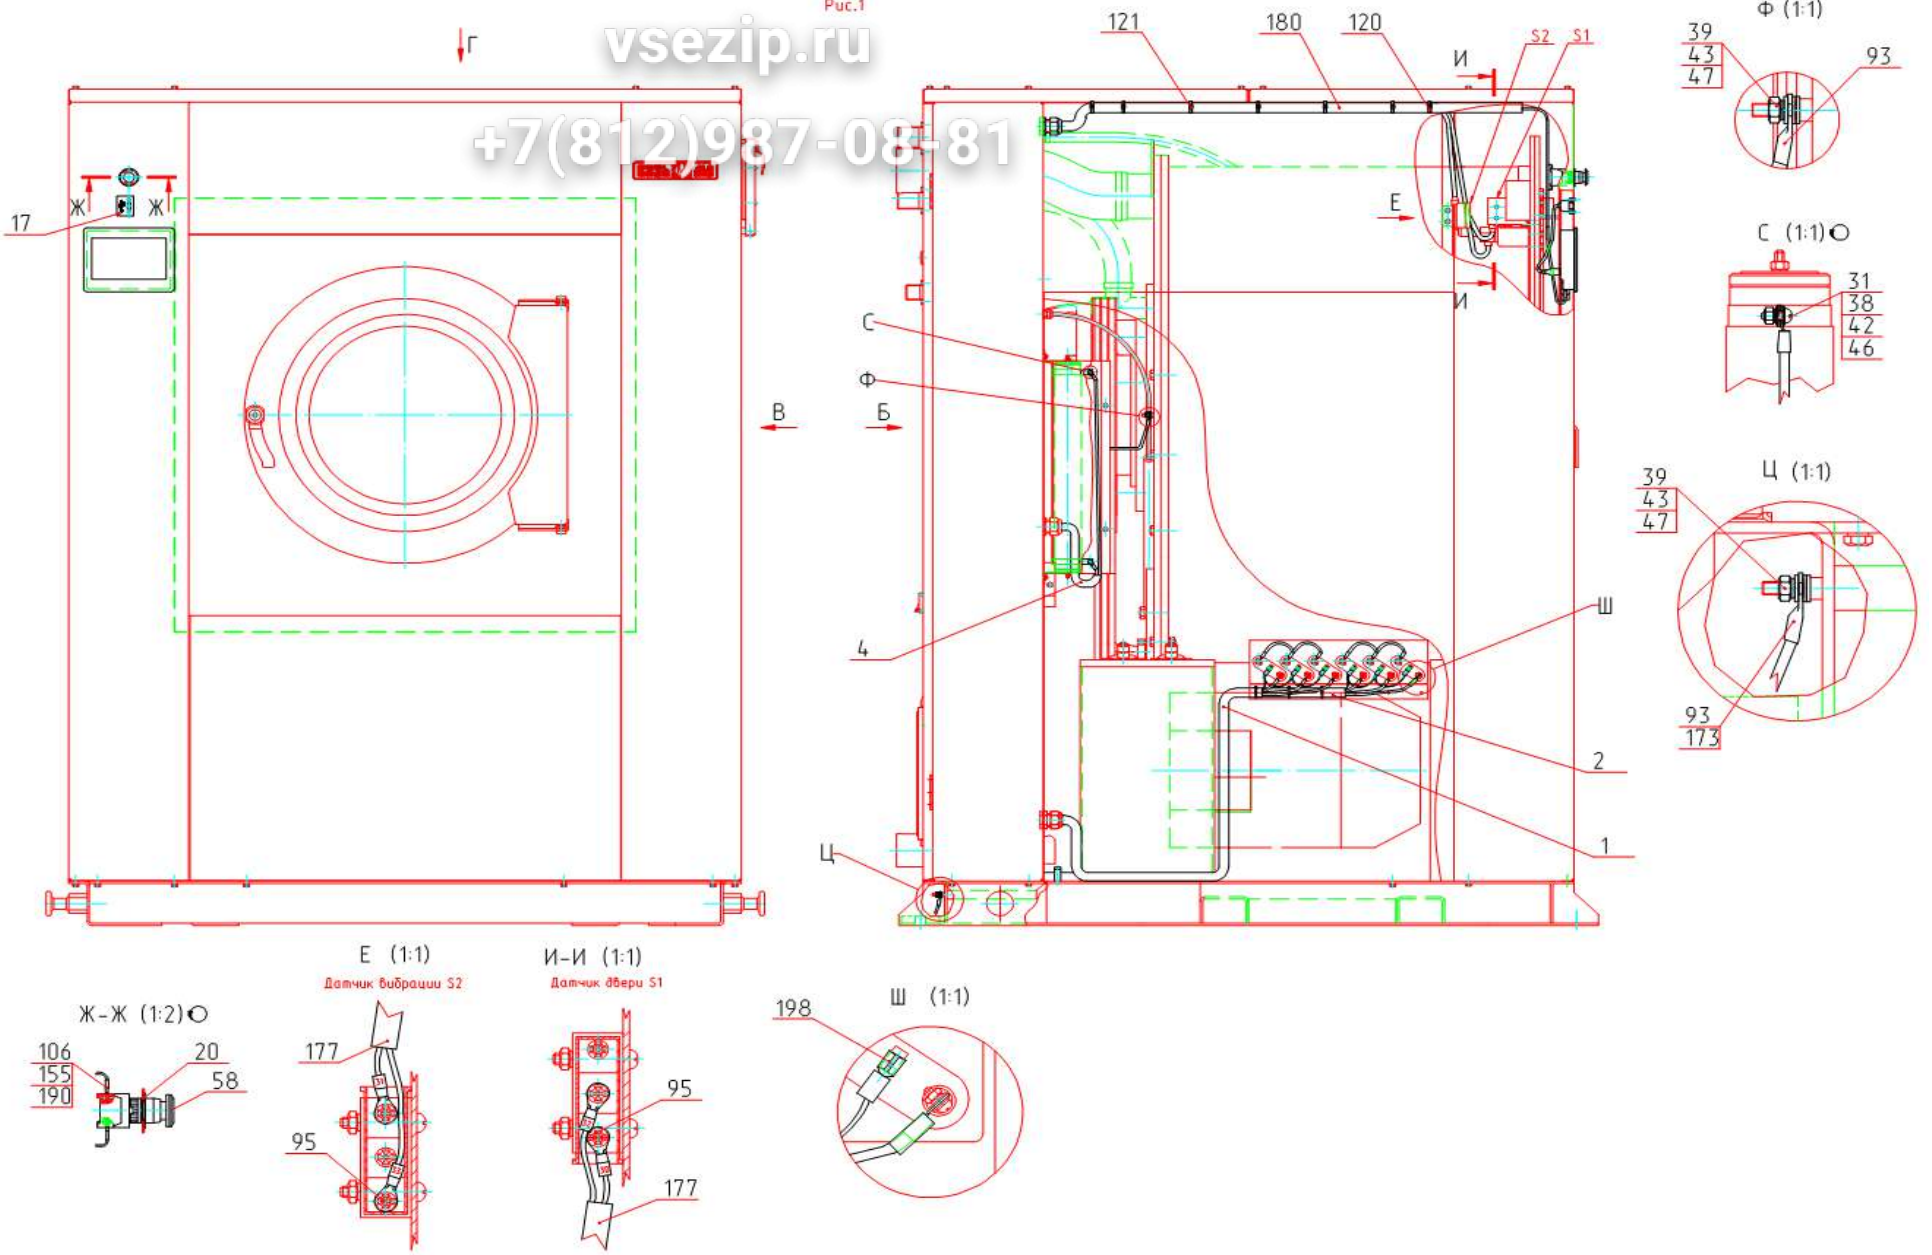 Рис.1
vsezip.ru
+7(812)987-08-81
Г
121
180
120
S2
S1
И
Ф (1:1)
39
43
47
93
Ж
Ж
17
Е
И
С (1:1)
31
38
42
46
С
Ф
В
Б
Ц (1:1)
39
43
47
93
173
4
Ш
2
1
Ц
Е (1:1)
Датчик вибрации S2
И-И (1:1)
Датчик двери S1
Ж-Ж (1:2)
106
155
190
20
58
177
31
95
95
177
Ш (1:1)
198